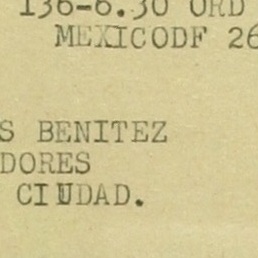 136-6.30 ORD
MEXICODF 26
S BENITEZ
DORES
CIUDAD.